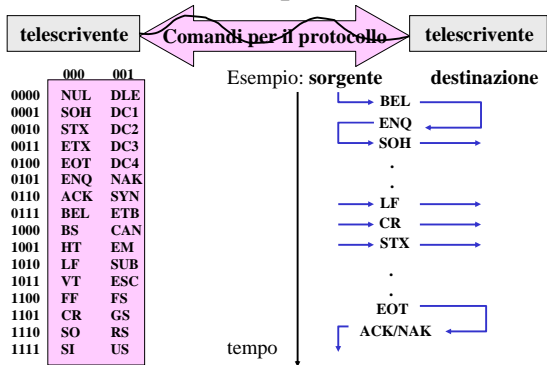 telescrivente Comandi per il protocollo telescrivente
000 001
0000 NUL DLE
0001 SOH DC1
0010 STX DC2
0011 ETX DC3
0100 EOT DC4
0101 ENQ NAK
0110 ACK SYN
0111 BEL ETB
1000 BS CAN
1001 HT EM
1010 LF SUB
1011 VT ESC
1100 FF FS
1101 CR GS
1110 SO RS
1111 SI US
Esempio: sorgente destinazione
BEL
ENQ
SOH
.
.
LF
CR
STX
.
.
EOT
ACK/NAK
tempo